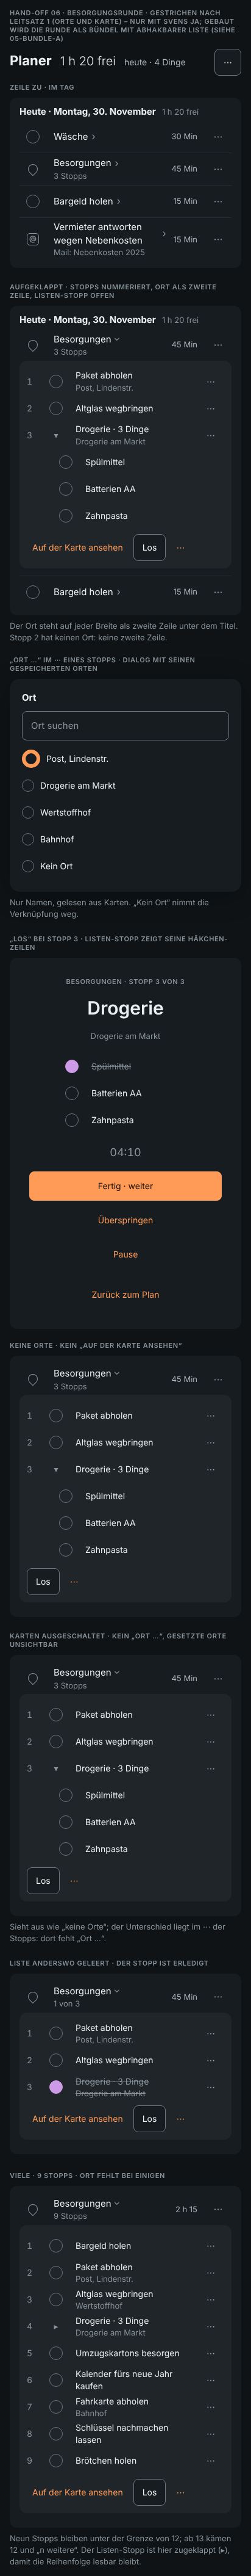 HAND-OFF 06 · BESORGUNGSRUNDE · GESTRICHEN NACH
LEITSATZ 1 (ORTE UND KARTE) – NUR MIT SVENS JA; GEBAUT
WIRD DIE RUNDE ALS BÜNDEL MIT ABHAKBARER LISTE (SIEHE
05-BUNDLE-A)
Planer 1 h 20 frei heute · 4 Dinge ···
ZEILE ZU · IM TAG
Heute · Montag, 30. November 1 h 20 frei
Wäsche › 30 Min ···
Besorgungen › 45 Min ···
3 Stopps
Bargeld holen › 15 Min ···
Vermieter antworten
wegen Nebenkosten › 15 Min ···
Mail: Nebenkosten 2025
AUFGEKLAPPT · STOPPS NUMMERIERT, ORT ALS ZWEITE
ZEILE, LISTEN-STOPP OFFEN
Heute · Montag, 30. November 1 h 20 frei
Besorgungen 45 Min ···
3 Stopps
1 Paket abholen ···
Post, Lindenstr.
2 Altglas wegbringen ···
3 ▾ Drogerie · 3 Dinge ···
Drogerie am Markt
Spülmittel
Batterien AA
Zahnpasta
Auf der Karte ansehen Los ···
Bargeld holen › 15 Min ···
Der Ort steht auf jeder Breite als zweite Zeile unter dem Titel.
Stopp 2 hat keinen Ort: keine zweite Zeile.
„ORT …" IM ··· EINES STOPPS · DIALOG MIT SEINEN
GESPEICHERTEN ORTEN
Ort
Ort suchen
Post, Lindenstr.
Drogerie am Markt
Wertstoffhof
Bahnhof
Kein Ort
Nur Namen, gelesen aus Karten. „Kein Ort" nimmt die
Verknüpfung weg.
„LOS" BEI STOPP 3 · LISTEN-STOPP ZEIGT SEINE HÄKCHEN-
ZEILEN
BESORGUNGEN · STOPP 3 VON 3
Drogerie
Drogerie am Markt
Spülmittel
Batterien AA
Zahnpasta
04:10
Fertig · weiter
Überspringen
Pause
Zurück zum Plan
KEINE ORTE · KEIN „AUF DER KARTE ANSEHEN"
Besorgungen 45 Min ···
3 Stopps
1 Paket abholen ···
2 Altglas wegbringen ···
3 ▾ Drogerie · 3 Dinge ···
Spülmittel
Batterien AA
Zahnpasta
Los ···
KARTEN AUSGESCHALTET · KEIN „ORT …", GESETZTE ORTE
UNSICHTBAR
Besorgungen 45 Min ···
3 Stopps
1 Paket abholen ···
2 Altglas wegbringen ···
3 ▾ Drogerie · 3 Dinge ···
Spülmittel
Batterien AA
Zahnpasta
Los ···
Sieht aus wie „keine Orte"; der Unterschied liegt im ··· der
Stopps: dort fehlt „Ort …".
LISTE ANDERSWO GELEERT · DER STOPP IST ERLEDIGT
Besorgungen 45 Min ···
1 von 3
1 Paket abholen ···
Post, Lindenstr.
2 Altglas wegbringen ···
3 Drogerie · 3 Dinge ···
Drogerie am Markt
Auf der Karte ansehen Los ···
VIELE · 9 STOPPS · ORT FEHLT BEI EINIGEN
Besorgungen 2 h 15 ···
9 Stopps
1 Bargeld holen ···
2 Paket abholen ···
Post, Lindenstr.
3 Altglas wegbringen ···
Wertstoffhof
4 ▸ Drogerie · 3 Dinge ···
Drogerie am Markt
5 Umzugskartons besorgen ···
6 Kalender fürs neue Jahr
kaufen ···
7 Fahrkarte abholen ···
Bahnhof
8 Schlüssel nachmachen
lassen ···
9 Brötchen holen ···
Auf der Karte ansehen Los ···
Neun Stopps bleiben unter der Grenze von 12; ab 13 kämen
12 und „n weitere". Der Listen-Stopp ist hier zugeklappt (▸),
damit die Reihenfolge lesbar bleibt.